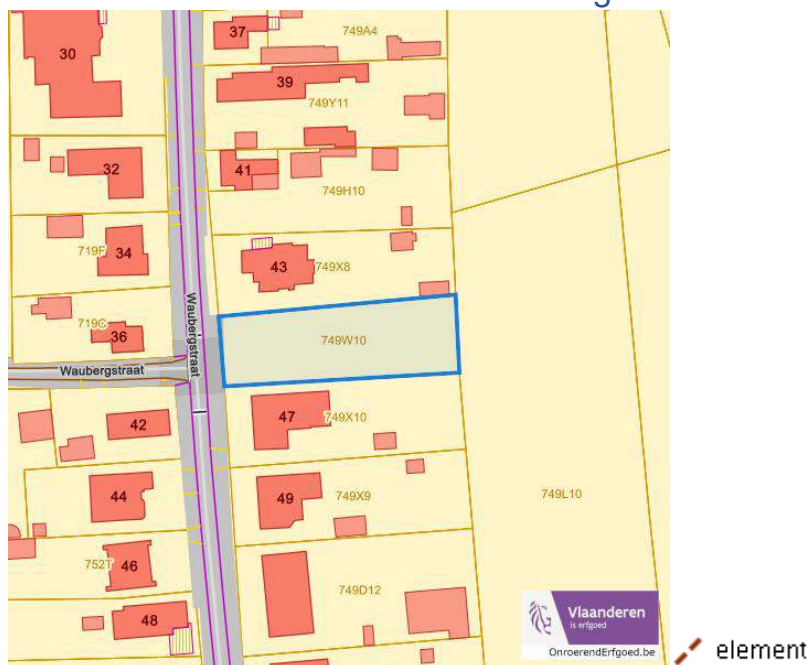 g
37
749A4
30
39
749Y11
32
41
749H10
719F
34
43
749X8
Waubergstraat
719C
36
749W10
Waubergstraat
42
47
749X10
44
49
749X9
749L10
752T
46
749D12
48
Vlaanderen
is erfgoed
OnroerendErfgoed.be
element